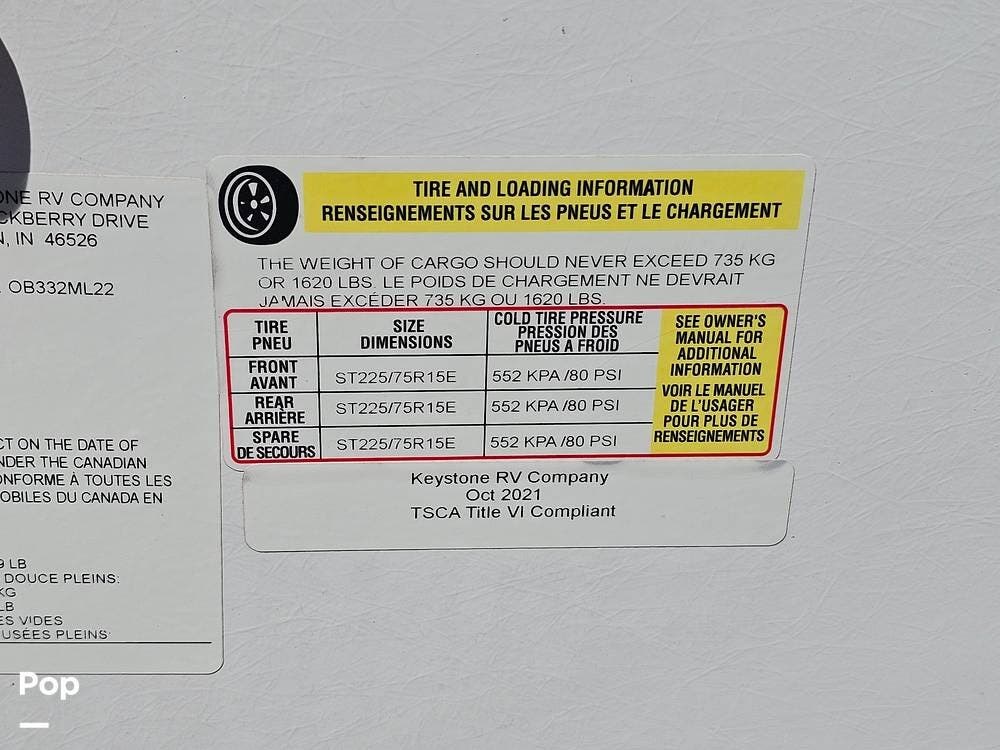 ONE RV COMPANY
CKBERRY DRIVE
N, IN 46526
OB332ML22
CT ON THE DATE OF
NDER THE CANADIAN
ONFORME À TOUTES LES
OBILES DU CANADA EN
9 LB
DOUCE PLEINS:
KG
LB
ES VIDES
USÉES PLEINS:
TIRE AND LOADING INFORMATION
RENSEIGNEMENTS SUR LES PNEUS ET LE CHARGEMENT
THE WEIGHT OF CARGO SHOULD NEVER EXCEED 735 KG
OR 1620 LBS. LE POIDS DE CHARGEMENT NE DEVRAIT
JAMAIS EXCÉDER 735 KG OU 1620 LBS.
TIRE
PNEU
SIZE
DIMENSIONS
COLD TIRE PRESSURE
PRESSION DES
PNEUS A FROID
FRONT
AVANT
ST225/75R15E
552 KPA /80 PSI
REAR
ARRIÈRE
ST225/75R15E
552 KPA /80 PSI
SPARE
DE SECOURS
ST225/75R15E
552 KPA /80 PSI
SEE OWNER'S
MANUAL FOR
ADDITIONAL
INFORMATION
VOIR LE MANUEL
DE L'USAGER
POUR PLUS DE
RENSEIGNEMENTS
Keystone RV Company
Oct 2021
TSCA Title VI Compliant
Pop